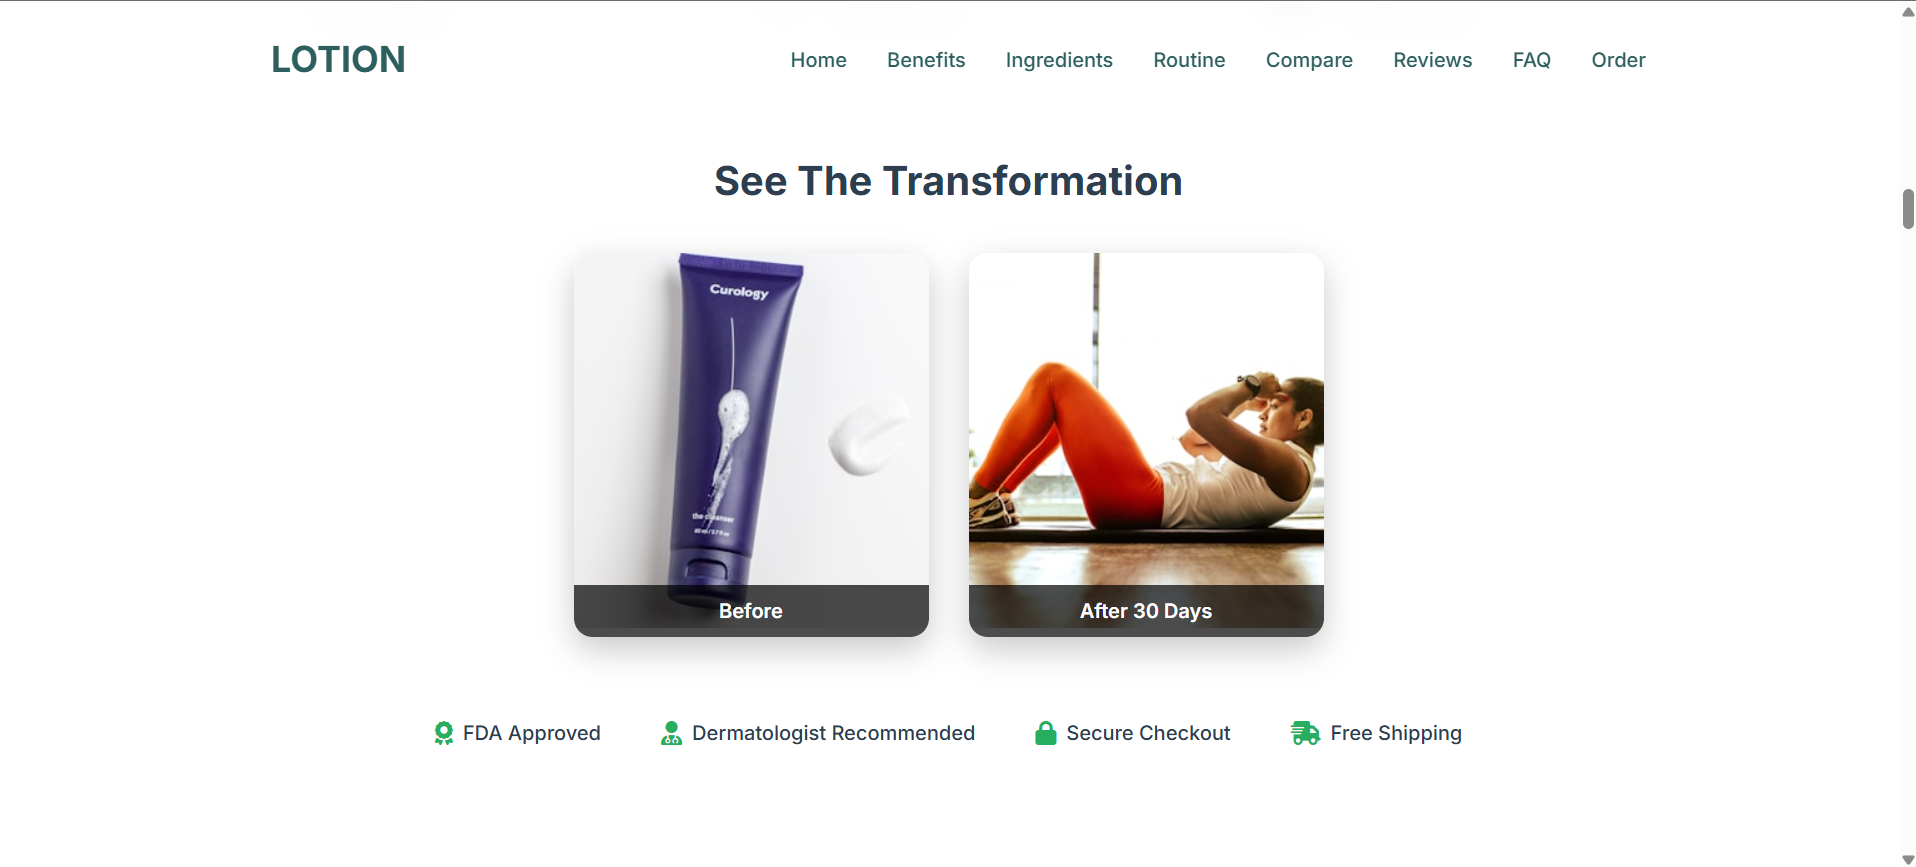 LOTION
Home Benefits Ingredients Routine Compare Reviews FAQ Order
See The Transformation
Curology
the cleanser
Before
After 30 Days
FDA Approved Dermatologist Recommended Secure Checkout Free Shipping